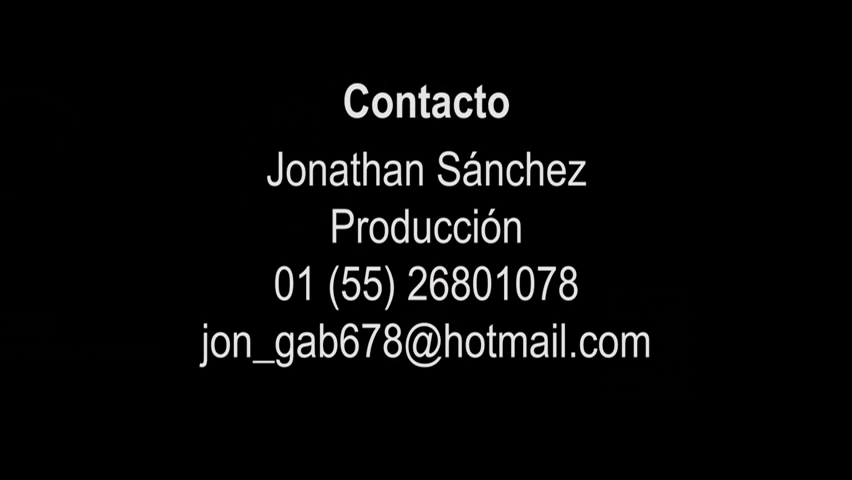 Contacto
Jonathan Sánchez
Producción
01 (55) 26801078
jon_gab678@hotmail.com